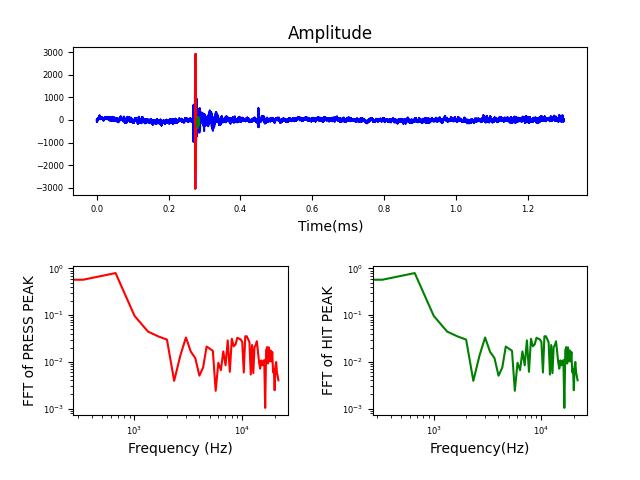 Amplitude
3000
2000
1000
0
−1000
−2000
−3000
0.0 0.2 0.4 0.6 0.8 1.0 1.2
Time(ms)
FFT of PRESS PEAK
10⁰
10⁻¹
10⁻²
10⁻³
10³ 10⁴
Frequency (Hz)
FFT of HIT PEAK
10⁰
10⁻¹
10⁻²
10⁻³
10³ 10⁴
Frequency(Hz)